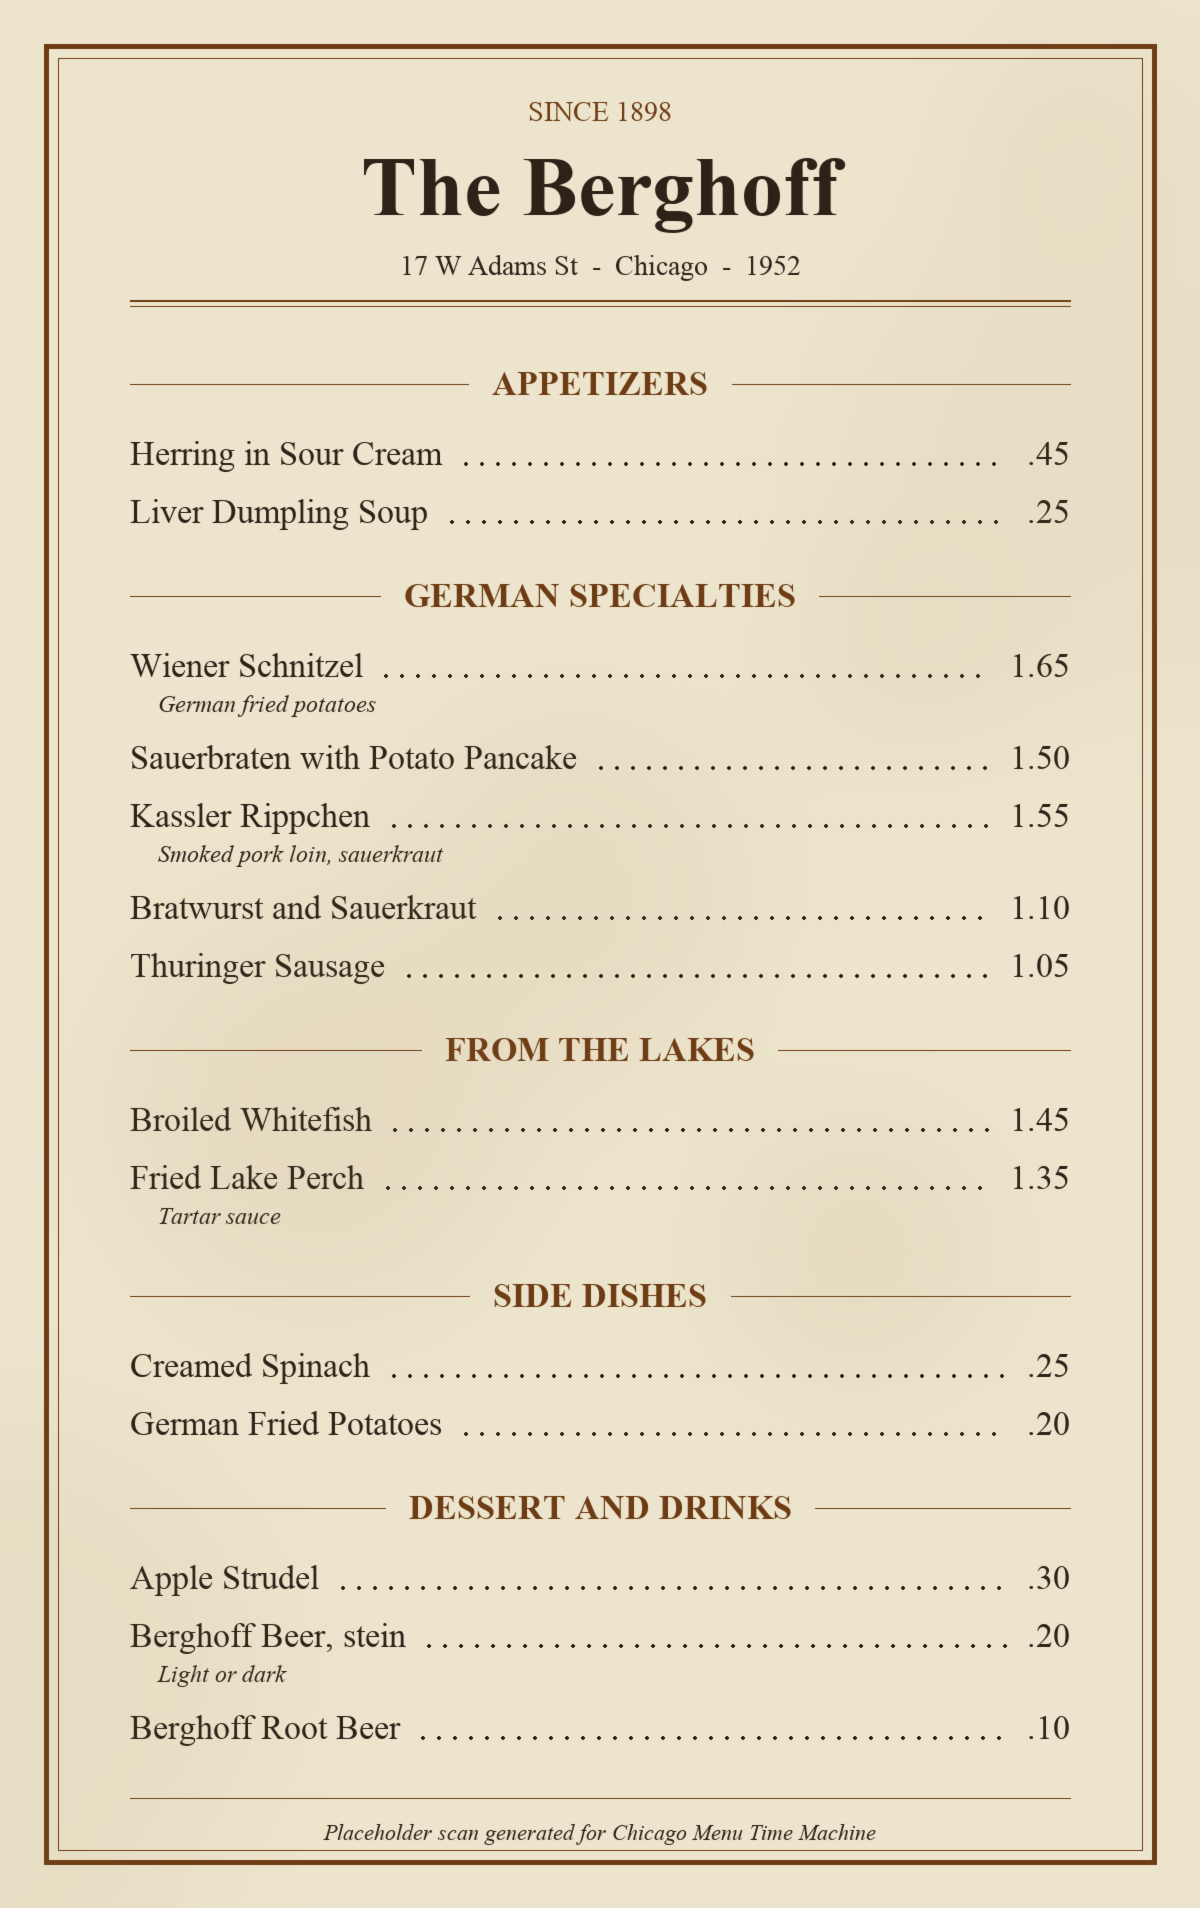 SINCE 1898
The Berghoff
17 W Adams St - Chicago - 1952
APPETIZERS
Herring in Sour Cream . . . . . . . . . . . . . . . . . . . . . . . . . . . . . . . . . . .45
Liver Dumpling Soup . . . . . . . . . . . . . . . . . . . . . . . . . . . . . . . . . . . .25
GERMAN SPECIALTIES
Wiener Schnitzel . . . . . . . . . . . . . . . . . . . . . . . . . . . . . . . . . . . . . . 1.65
German fried potatoes
Sauerbraten with Potato Pancake . . . . . . . . . . . . . . . . . . . . . . . . . 1.50
Kassler Rippchen . . . . . . . . . . . . . . . . . . . . . . . . . . . . . . . . . . . . . . 1.55
Smoked pork loin, sauerkraut
Bratwurst and Sauerkraut . . . . . . . . . . . . . . . . . . . . . . . . . . . . . . . 1.10
Thuringer Sausage . . . . . . . . . . . . . . . . . . . . . . . . . . . . . . . . . . . . . 1.05
FROM THE LAKES
Broiled Whitefish . . . . . . . . . . . . . . . . . . . . . . . . . . . . . . . . . . . . . . 1.45
Fried Lake Perch . . . . . . . . . . . . . . . . . . . . . . . . . . . . . . . . . . . . . . 1.35
Tartar sauce
SIDE DISHES
Creamed Spinach . . . . . . . . . . . . . . . . . . . . . . . . . . . . . . . . . . . . . . . .25
German Fried Potatoes . . . . . . . . . . . . . . . . . . . . . . . . . . . . . . . . . . .20
DESSERT AND DRINKS
Apple Strudel . . . . . . . . . . . . . . . . . . . . . . . . . . . . . . . . . . . . . . . . . . .30
Berghoff Beer, stein . . . . . . . . . . . . . . . . . . . . . . . . . . . . . . . . . . . . . .20
Light or dark
Berghoff Root Beer . . . . . . . . . . . . . . . . . . . . . . . . . . . . . . . . . . . . . .10
Placeholder scan generated for Chicago Menu Time Machine